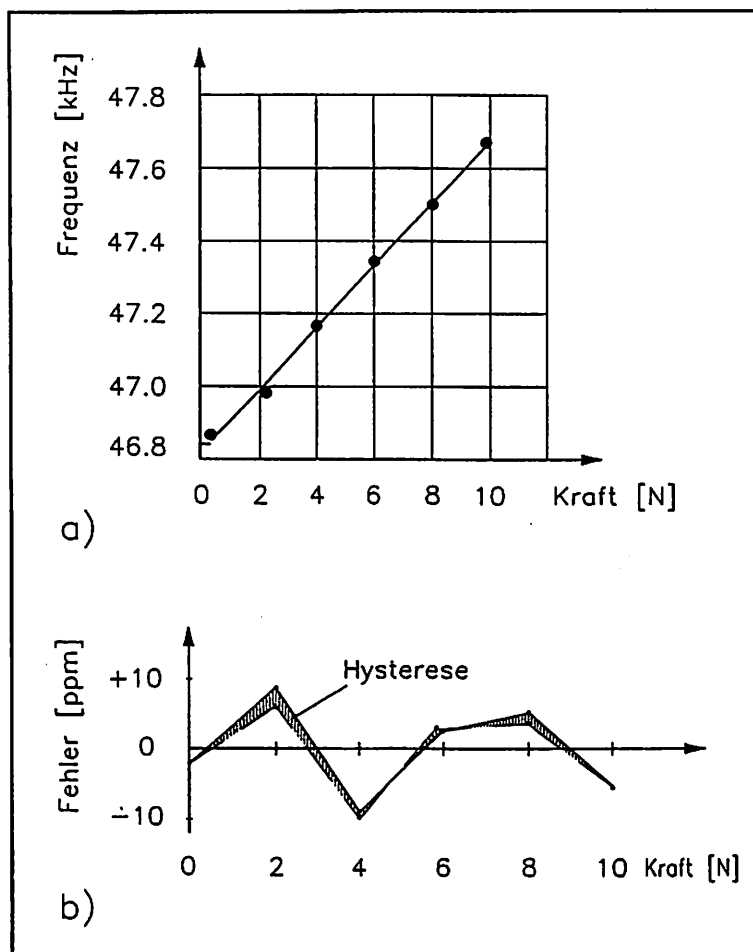 Frequenz [kHz]
47.8
47.6
47.4
47.2
47.0
46.8
0 2 4 6 8 10 Kraft [N]
a)
Fehler [ppm]
+10
Hysterese
0
-10
0 2 4 6 8 10 Kraft [N]
b)